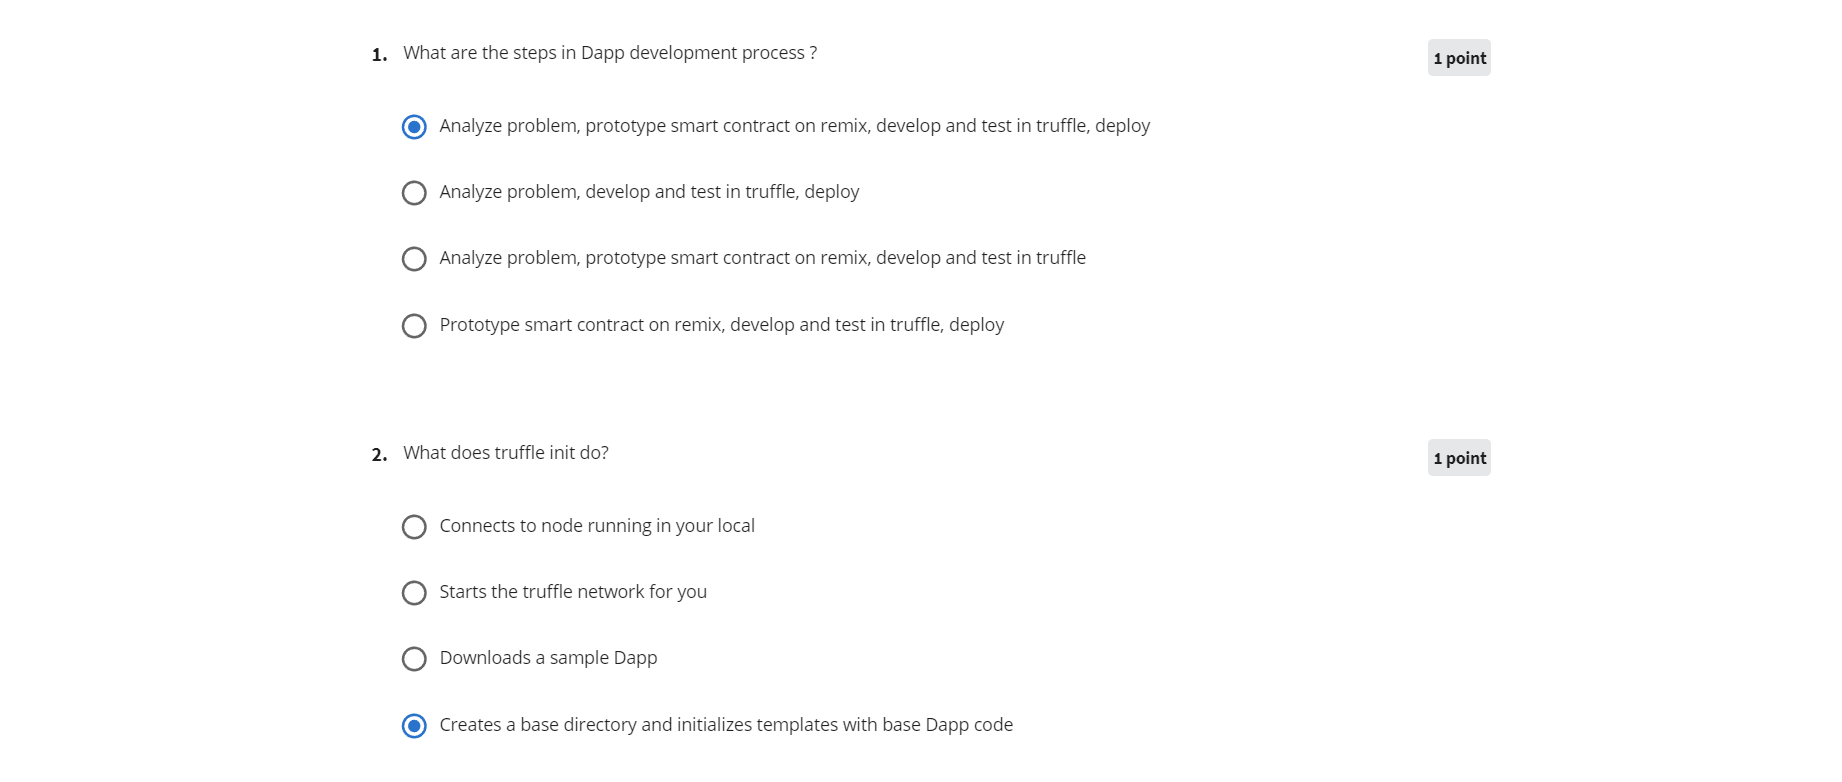 1. What are the steps in Dapp development process ?
1 point
Analyze problem, prototype smart contract on remix, develop and test in truffle, deploy
Analyze problem, develop and test in truffle, deploy
Analyze problem, prototype smart contract on remix, develop and test in truffle
Prototype smart contract on remix, develop and test in truffle, deploy
2. What does truffle init do?
1 point
Connects to node running in your local
Starts the truffle network for you
Downloads a sample Dapp
Creates a base directory and initializes templates with base Dapp code